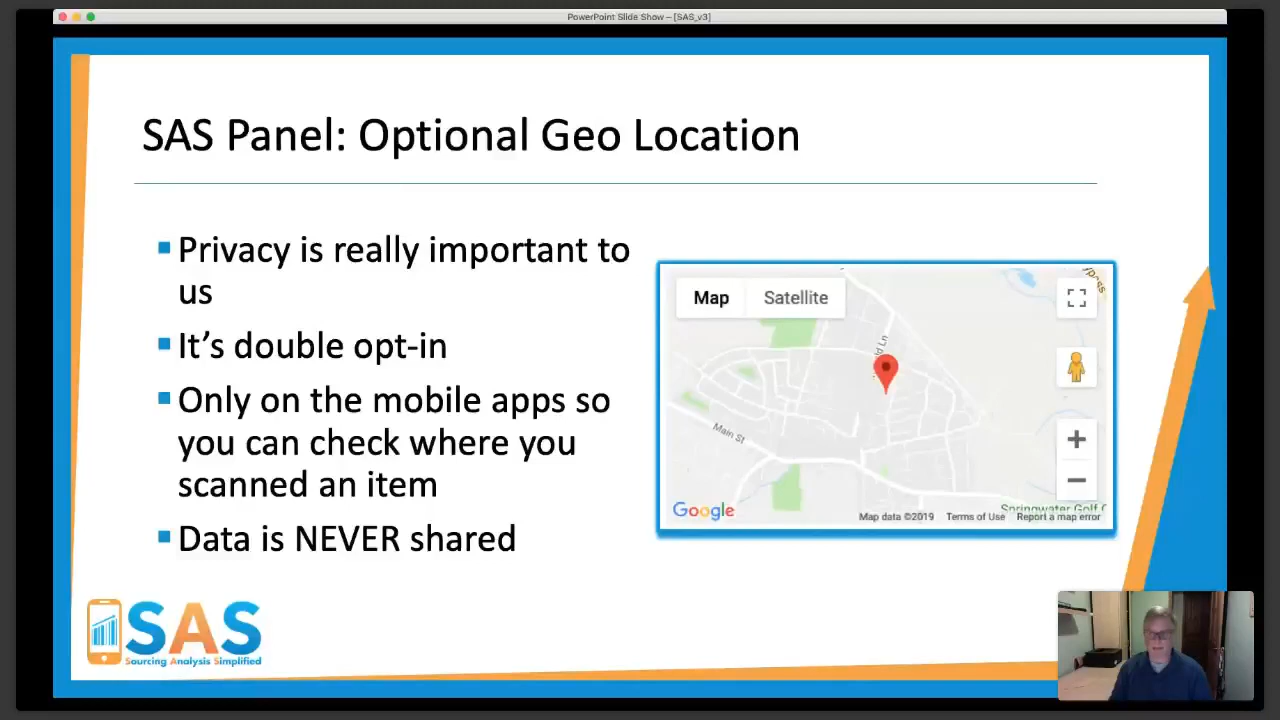 PowerPoint Slide Show – [SAS_v3]
SAS Panel: Optional Geo Location
Privacy is really important to
us
It's double opt-in
Only on the mobile apps so
you can check where you
scanned an item
Data is NEVER shared
Map Satellite
Main St
Google
Map data ©2019 Terms of Use Report a map error
SAS
Sourcing Analysis Simplified